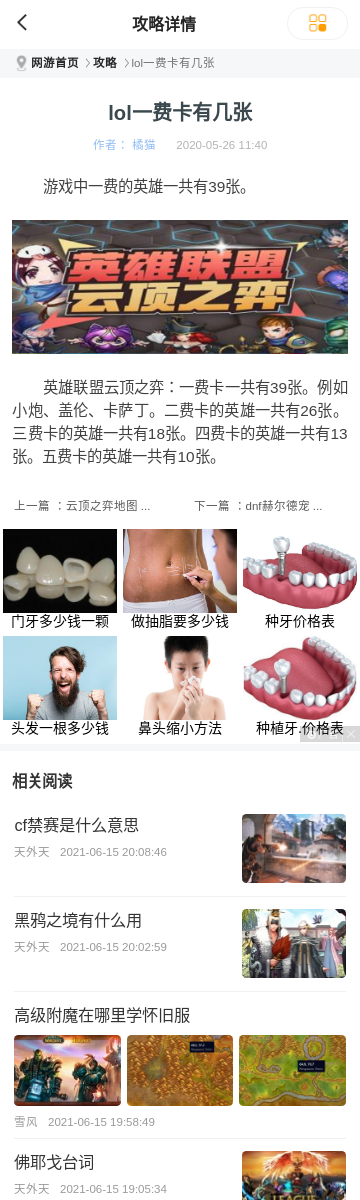 攻略详情
网游首页 > 攻略 > lol一费卡有几张
lol一费卡有几张
作者： 橘猫 2020-05-26 11:40
游戏中一费的英雄一共有39张。
英雄联盟
云顶之弈
英雄联盟云顶之弈：一费卡一共有39张。例如
小炮、盖伦、卡萨丁。二费卡的英雄一共有26张。
三费卡的英雄一共有18张。四费卡的英雄一共有13
张。五费卡的英雄一共有10张。
上一篇 ：云顶之弈地图 ... 下一篇 ：dnf赫尔德宠 ...
门牙多少钱一颗 做抽脂要多少钱 种牙价格表
头发一根多少钱 鼻头缩小方法 种植牙.价格表
相关阅读
cf禁赛是什么意思
天外天 2021-06-15 20:08:46
黑鸦之境有什么用
天外天 2021-06-15 20:02:59
高级附魔在哪里学怀旧服
雪风 2021-06-15 19:58:49
佛耶戈台词
天外天 2021-06-15 19:05:34